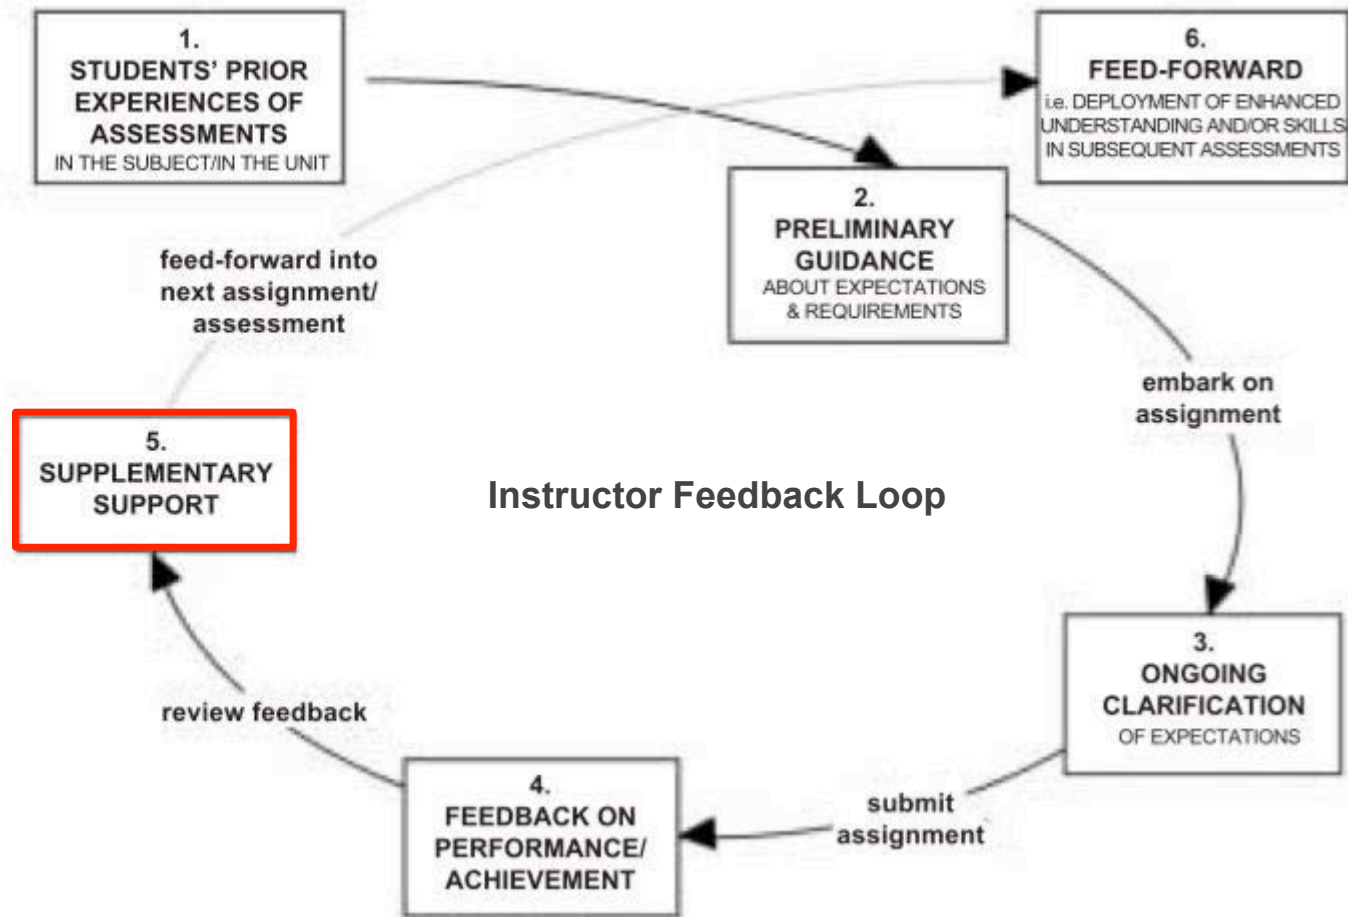 1.
STUDENTS' PRIOR
EXPERIENCES OF
ASSESSMENTS
IN THE SUBJECT/IN THE UNIT
6.
FEED-FORWARD
i.e. DEPLOYMENT OF ENHANCED
UNDERSTANDING AND/OR SKILLS
IN SUBSEQUENT ASSESSMENTS
2.
PRELIMINARY
GUIDANCE
ABOUT EXPECTATIONS
& REQUIREMENTS
feed-forward into
next assignment/
assessment
embark on
assignment
5.
SUPPLEMENTARY
SUPPORT
Instructor Feedback Loop
3.
ONGOING
CLARIFICATION
OF EXPECTATIONS
review feedback
4.
FEEDBACK ON
PERFORMANCE/
ACHIEVEMENT
submit
assignment